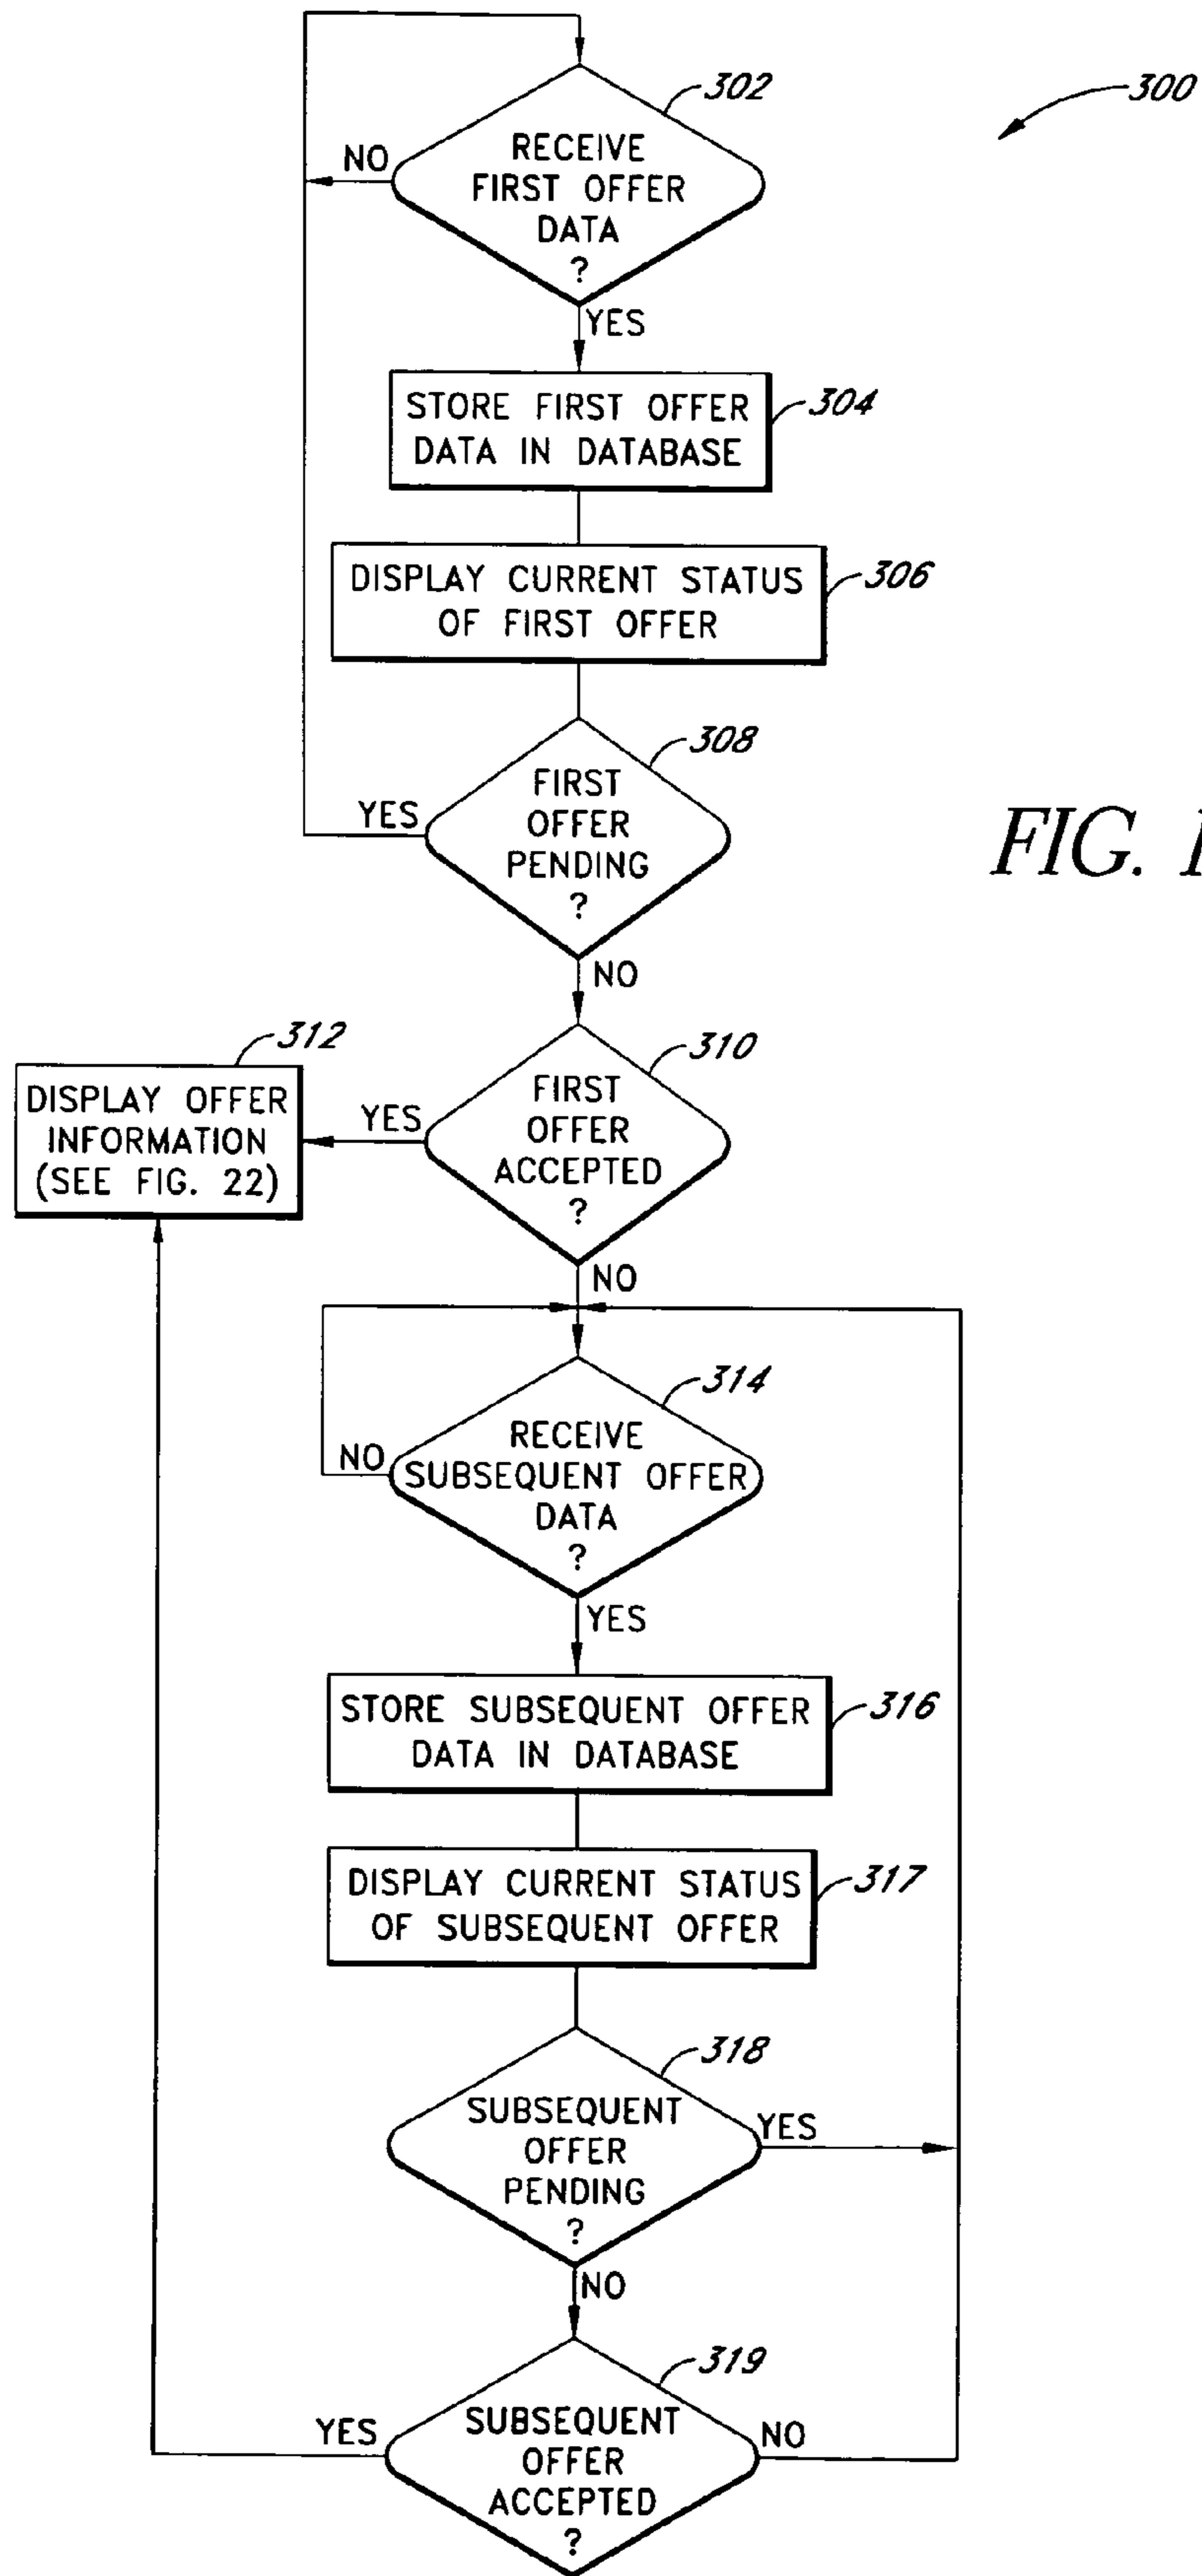 302
300
RECEIVE
FIRST OFFER
DATA
?
NO
YES
STORE FIRST OFFER
DATA IN DATABASE
304
DISPLAY CURRENT STATUS
OF FIRST OFFER
306
308
FIRST
OFFER
PENDING
?
YES
FIG.
NO
312
DISPLAY OFFER
INFORMATION
(SEE FIG. 22)
310
FIRST
OFFER
ACCEPTED
?
YES
NO
314
RECEIVE
SUBSEQUENT OFFER
DATA
?
NO
YES
STORE SUBSEQUENT OFFER
DATA IN DATABASE
316
DISPLAY CURRENT STATUS
OF SUBSEQUENT OFFER
317
318
SUBSEQUENT
OFFER
PENDING
?
YES
NO
319
SUBSEQUENT
OFFER
ACCEPTED
?
YES
NO